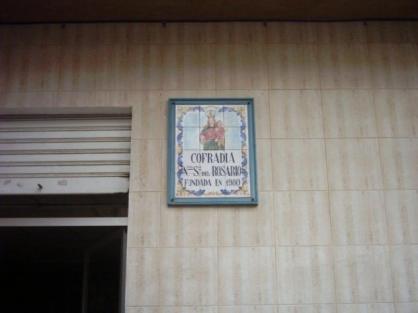 COFRADIA
Nª Sª DEL ROSARIO
FUNDADA EN 1900